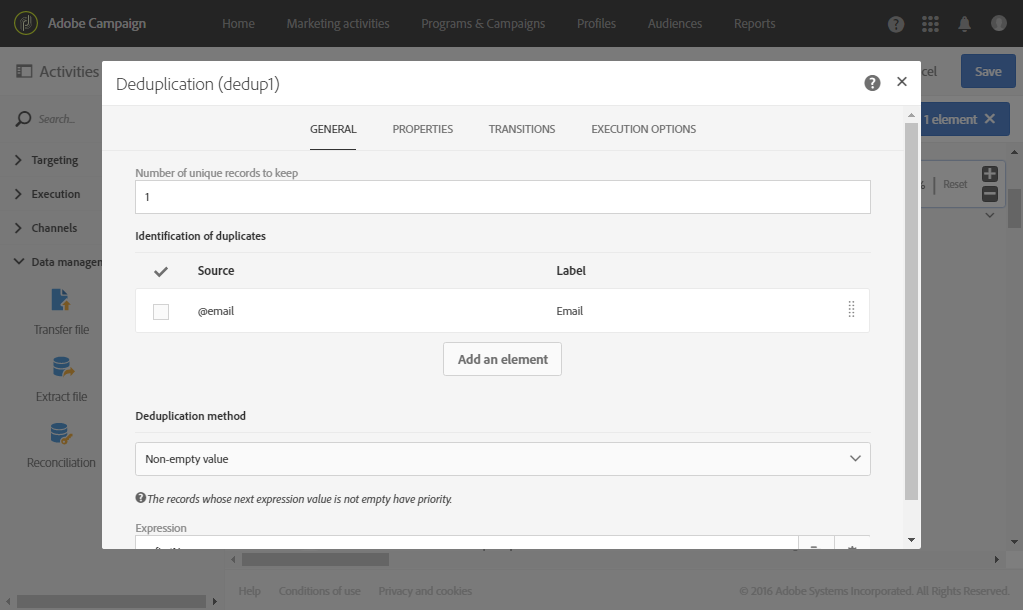 Adobe Campaign
Home Marketing activities Programs & Campaigns Profiles Audiences Reports
Activities
Save
Search...
1 element
Reset
Targeting
Execution
Channels
Data managem
Transfer file
Extract file
Reconciliation
Deduplication (dedup1)
GENERAL PROPERTIES TRANSITIONS EXECUTION OPTIONS
Number of unique records to keep
1
Identification of duplicates
Source Label
@email Email
Add an element
Deduplication method
Non-empty value
The records whose next expression value is not empty have priority.
Expression
Help Conditions of use Privacy and cookies © 2016 Adobe Systems Incorporated. All Rights Reserved.